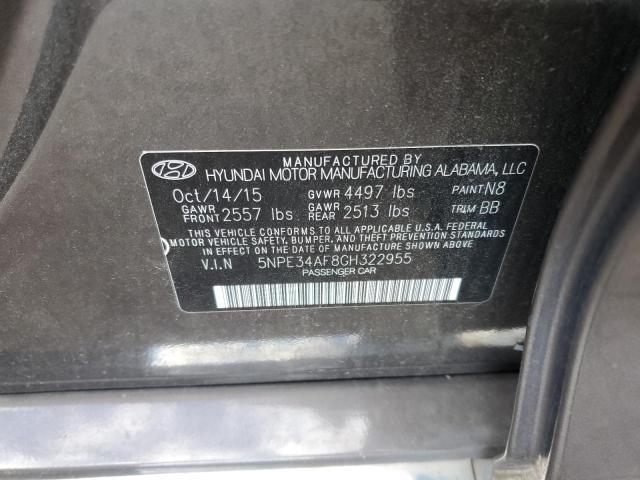 MANUFACTURED BY
HYUNDAI MOTOR MANUFACTURING ALABAMA, LLC
Oct/14/15 GVWR 4497 lbs PAINT N8
GAWR FRONT 2557 lbs GAWR REAR 2513 lbs TRIM BB
THIS VEHICLE CONFORMS TO ALL APPLICABLE U.S. FEDERAL
MOTOR VEHICLE SAFETY, BUMPER, AND THEFT PREVENTION STANDARDS
IN EFFECT ON THE DATE OF MANUFACTURE SHOWN ABOVE.
V.I.N 5NPE34AF8GH322955
PASSENGER CAR